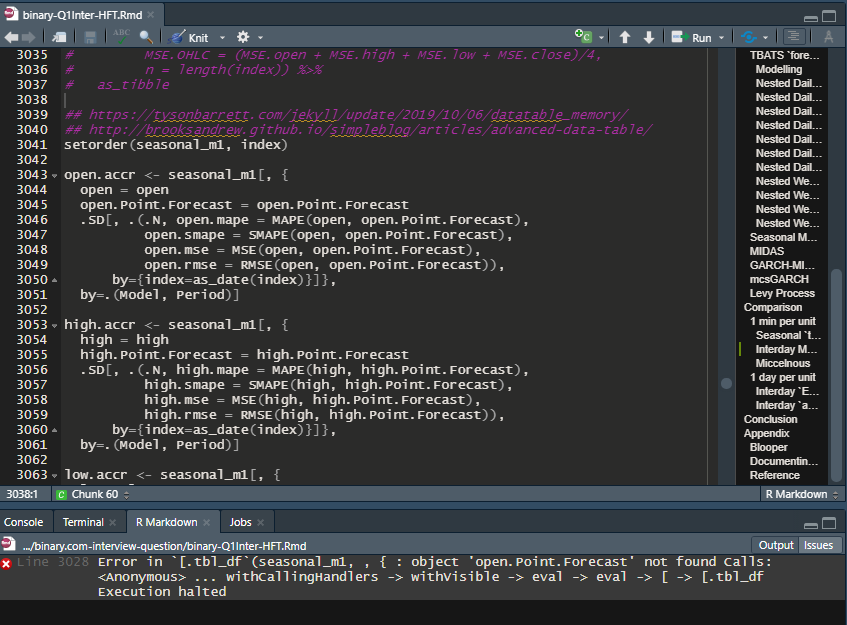 binary-Q1Inter-HFT.Rmd
ABC Knit Run
3035 # MSE.OHLC = (MSE.open + MSE.high + MSE.low + MSE.close)/4,
3036 # n = length(index)) %>%
3037 # as_tibble
3038
3039 ## https://tysonbarrett.com/jekyll/update/2019/10/06/datatable_memory/
3040 ## http://brooksandrew.github.io/simpleblog/articles/advanced-data-table/
3041 setorder(seasonal_m1, index)
3042
3043 open.accr <- seasonal_m1[, {
3044 open = open
3045 open.Point.Forecast = open.Point.Forecast
3046 .SD[, .(.N, open.mape = MAPE(open, open.Point.Forecast),
3047 open.smape = SMAPE(open, open.Point.Forecast),
3048 open.mse = MSE(open, open.Point.Forecast),
3049 open.rmse = RMSE(open, open.Point.Forecast)),
3050 by={index=as_date(index)}]},
3051 by=.(Model, Period)]
3052
3053 high.accr <- seasonal_m1[, {
3054 high = high
3055 high.Point.Forecast = high.Point.Forecast
3056 .SD[, .(.N, high.mape = MAPE(high, high.Point.Forecast),
3057 high.smape = SMAPE(high, high.Point.Forecast),
3058 high.mse = MSE(high, high.Point.Forecast),
3059 high.rmse = RMSE(high, high.Point.Forecast)),
3060 by={index=as_date(index)}]},
3061 by=.(Model, Period)]
3062
3063 low.accr <- seasonal_m1[, {
TBATS `fore...
Modelling
Nested Dail...
Nested Dail...
Nested Dail...
Nested Dail...
Nested Dail...
Nested Dail...
Nested Dail...
Nested We...
Nested We...
Nested We...
Nested We...
Seasonal M...
MIDAS
GARCH-MI...
mcsGARCH
Levy Process
Comparison
1 min per unit
Seasonal `t...
Interday M...
Miccelnous
1 day per unit
Interday `E...
Interday `a...
Conclusion
Appendix
Blooper
Documentin...
Reference
3038:1 C Chunk 60 R Markdown
Console Terminal R Markdown Jobs
.../binary.com-interview-question/binary-Q1Inter-HFT.Rmd Output Issues
Line 3028 Error in `[.tbl_df`(seasonal_m1, , { : object 'open.Point.Forecast' not found Calls:
<Anonymous> ... withCallingHandlers -> withVisible -> eval -> eval -> [ -> [.tbl_df
Execution halted